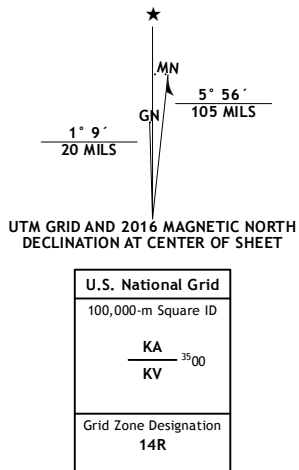 ★
MN
GN
5° 56´
105 MILS
1° 9´
20 MILS
UTM GRID AND 2016 MAGNETIC NORTH
DECLINATION AT CENTER OF SHEET
U.S. National Grid
100,000-m Square ID
KA
³⁵00
KV
Grid Zone Designation
14R